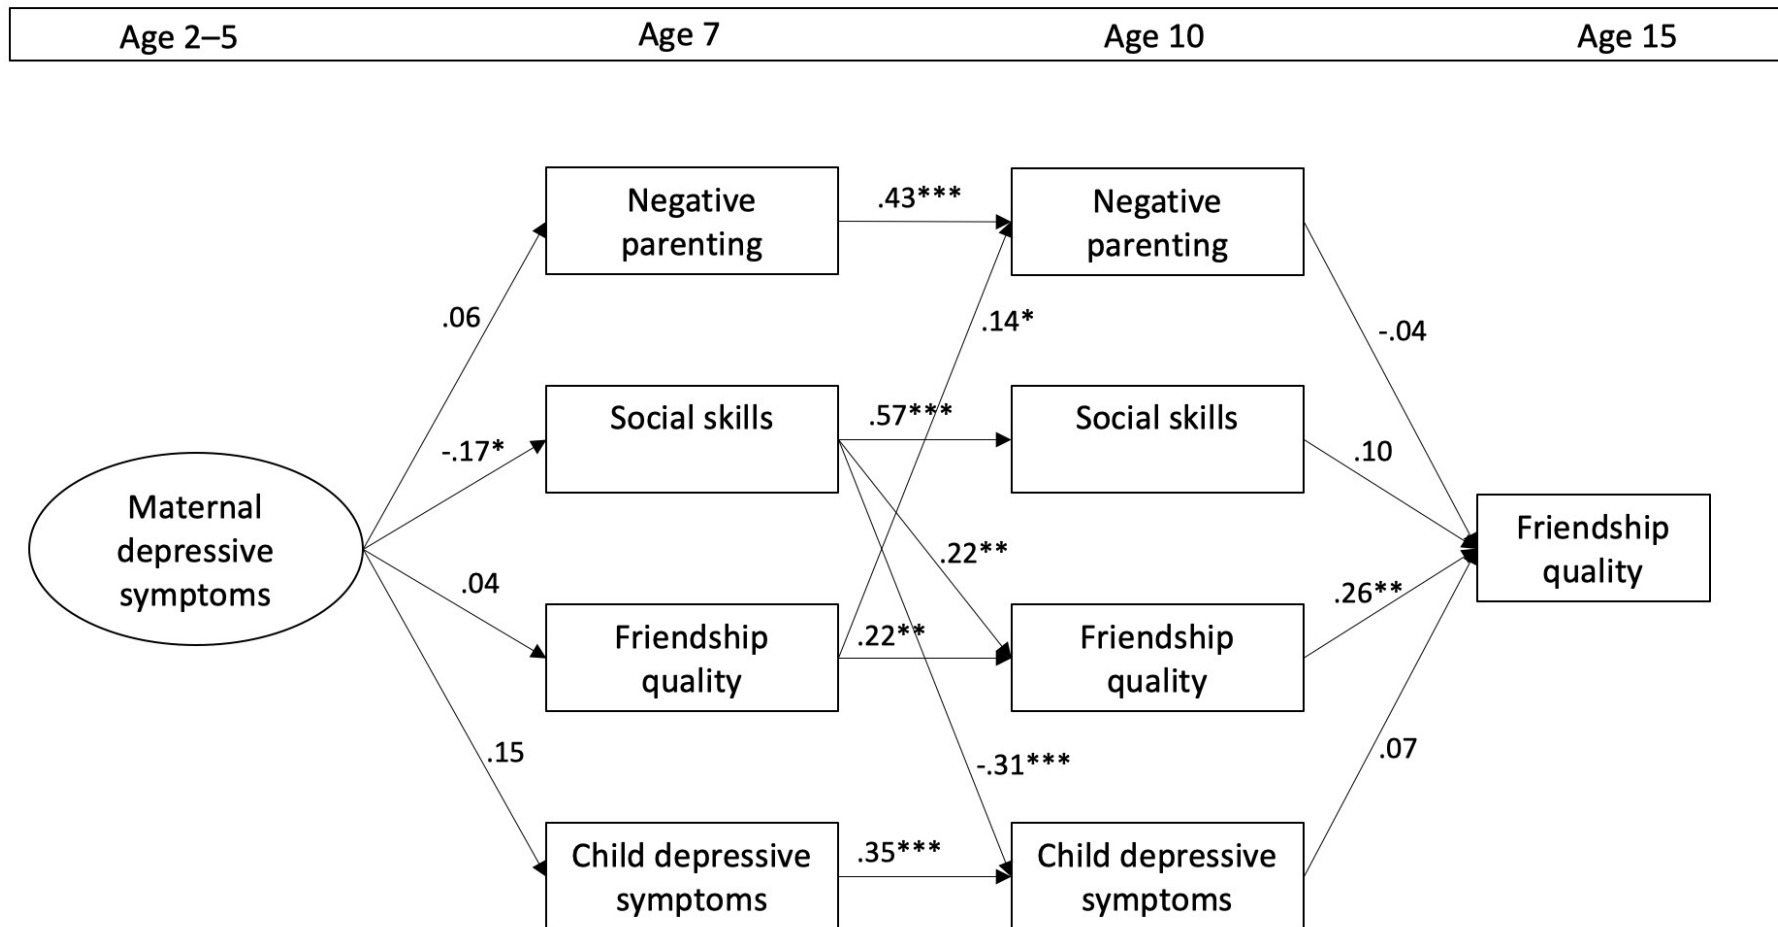 Age 2–5 Age 7 Age 10 Age 15
Negative
parenting
.43***
Negative
parenting
.06
.14*
-.04
Social skills
.57***
Social skills
-.17*
.10
Maternal
depressive
symptoms
Friendship
quality
.22**
.04
.26**
Friendship
quality
.22**
Friendship
quality
.15
-.31***
.07
Child depressive
symptoms
.35***
Child depressive
symptoms